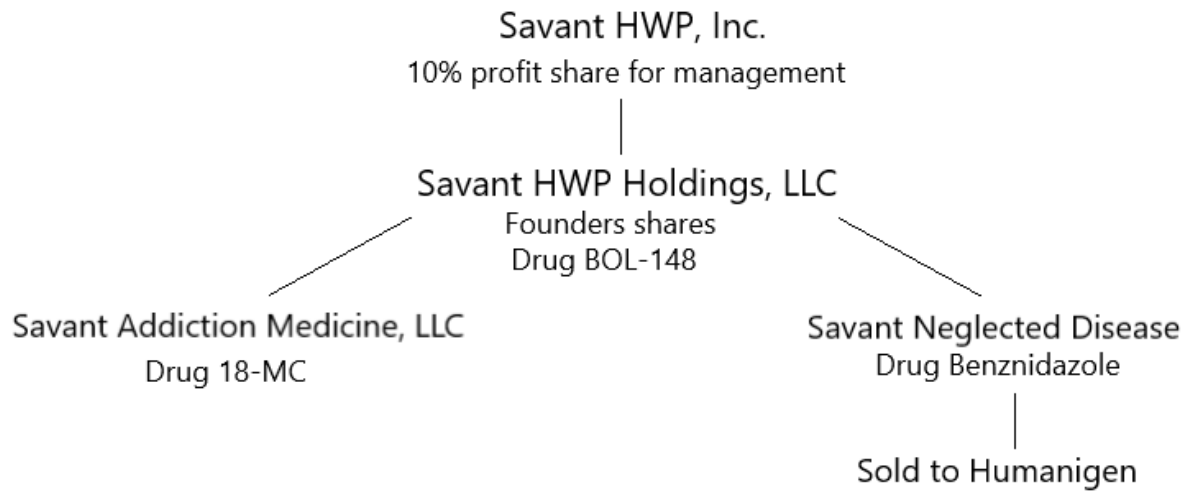 Savant HWP, Inc.
10% profit share for management
Savant HWP Holdings, LLC
Founders shares
Drug BOL-148
Savant Addiction Medicine, LLC
Drug 18-MC
Savant Neglected Disease
Drug Benznidazole
Sold to Humanigen